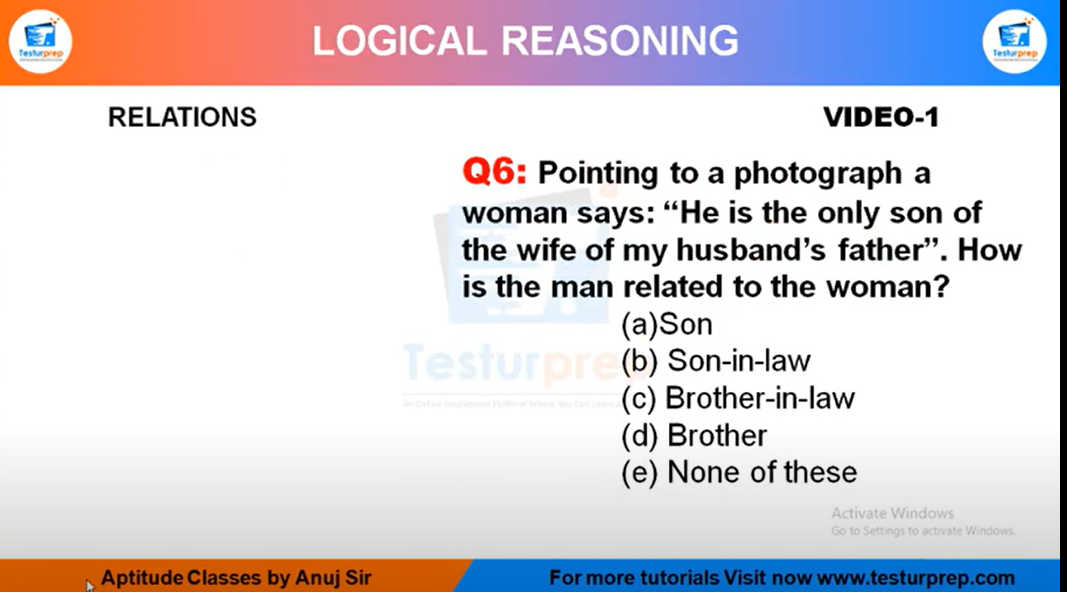 Testurprep
LOGICAL REASONING
Testurprep
RELATIONS
VIDEO-1
Q6: Pointing to a photograph a
woman says: “He is the only son of
the wife of my husband’s father”. How
is the man related to the woman?
(a)Son
(b) Son-in-law
(c) Brother-in-law
(d) Brother
(e) None of these
Testurprep
An Online Educational Platform Where You Can Learn
Activate Windows
Go to Settings to activate Windows.
Aptitude Classes by Anuj Sir
For more tutorials Visit now www.testurprep.com